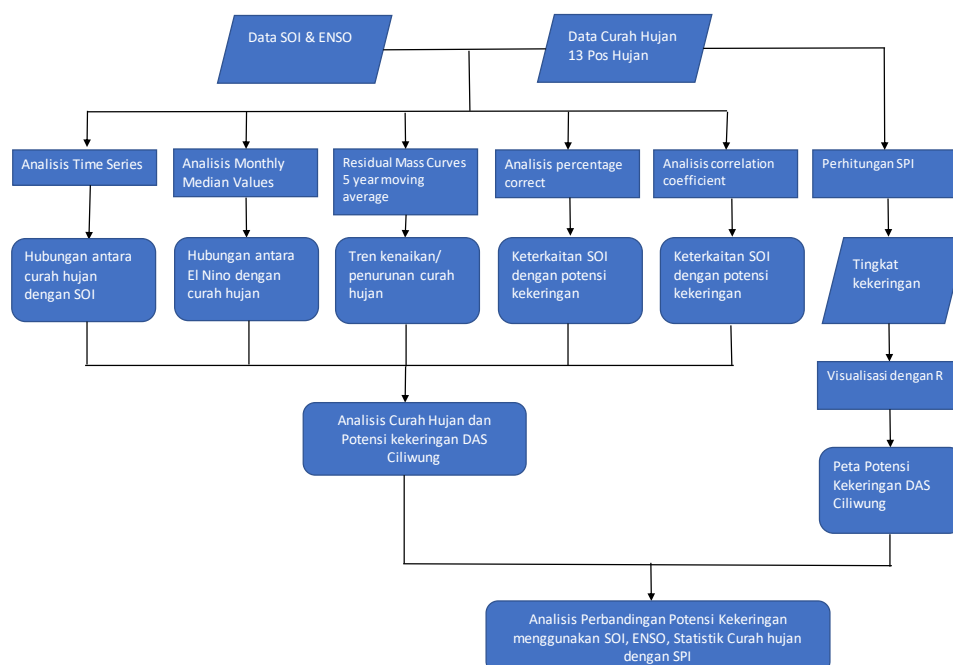 Data SOI & ENSO
Data Curah Hujan
13 Pos Hujan
Analisis Time Series
Analisis Monthly
Median Values
Residual Mass Curves
5 year moving
average
Analisis percentage
correct
Analisis correlation
coefficient
Perhitungan SPI
Hubungan antara
curah hujan
dengan SOI
Hubungan antara
El Nino dengan
curah hujan
Tren kenaikan/
penurunan curah
hujan
Keterkaitan SOI
dengan potensi
kekeringan
Keterkaitan SOI
dengan potensi
kekeringan
Tingkat
kekeringan
Visualisasi dengan R
Analisis Curah Hujan dan
Potensi kekeringan DAS
Ciliwung
Peta Potensi
Kekeringan DAS
Ciliwung
Analisis Perbandingan Potensi Kekeringan
menggunakan SOI, ENSO, Statistik Curah hujan
dengan SPI